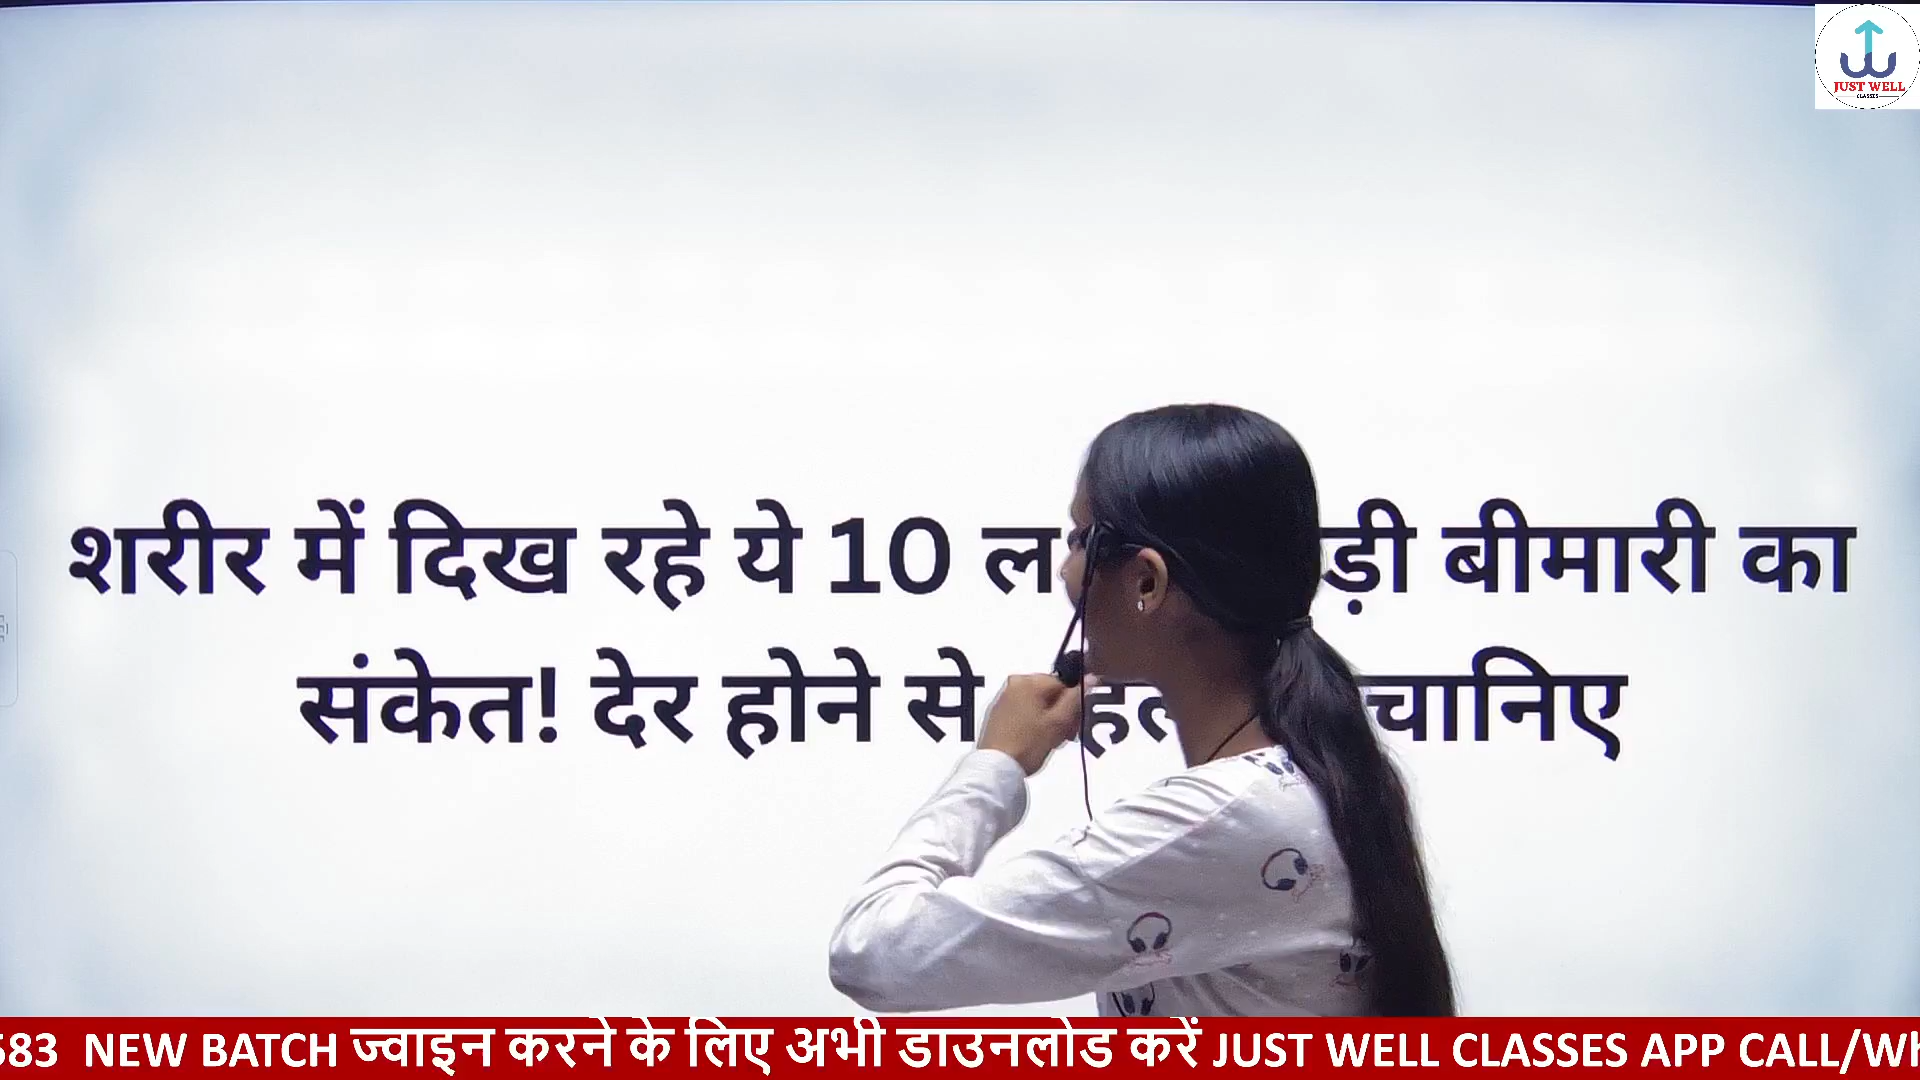 JUST WELL
CLASSES
शरीर में दिख रहे ये 10 बीमारी का
संकेत! देर होने से
583 NEW BATCH ज्वाइन करने के लिए अभी डाउनलोड करें JUST WELL CLASSES APP CALL/Wh